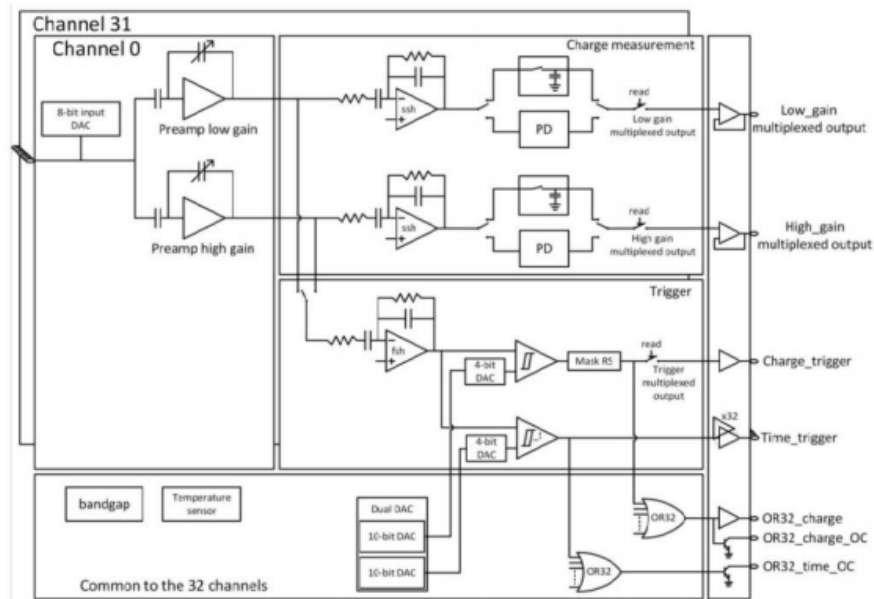 Channel 31
Channel 0
8-bit input
DAC
Preamp low gain
Preamp high gain
Charge measurement
ssh
PD
read
Low gain
multiplexed output
Low_gain
multiplexed output
ssh
PD
read
High gain
multiplexed output
High_gain
multiplexed output
Trigger
fsh
4-bit
DAC
Mask RS
read
Trigger
multiplexed
output
Charge_trigger
4-bit
DAC
_t
x32
Time_trigger
bandgap
Temperature
sensor
Dual DAC
10-bit DAC
10-bit DAC
OR32
OR32
OR32_charge
OR32_charge_OC
OR32_time_OC
Common to the 32 channels